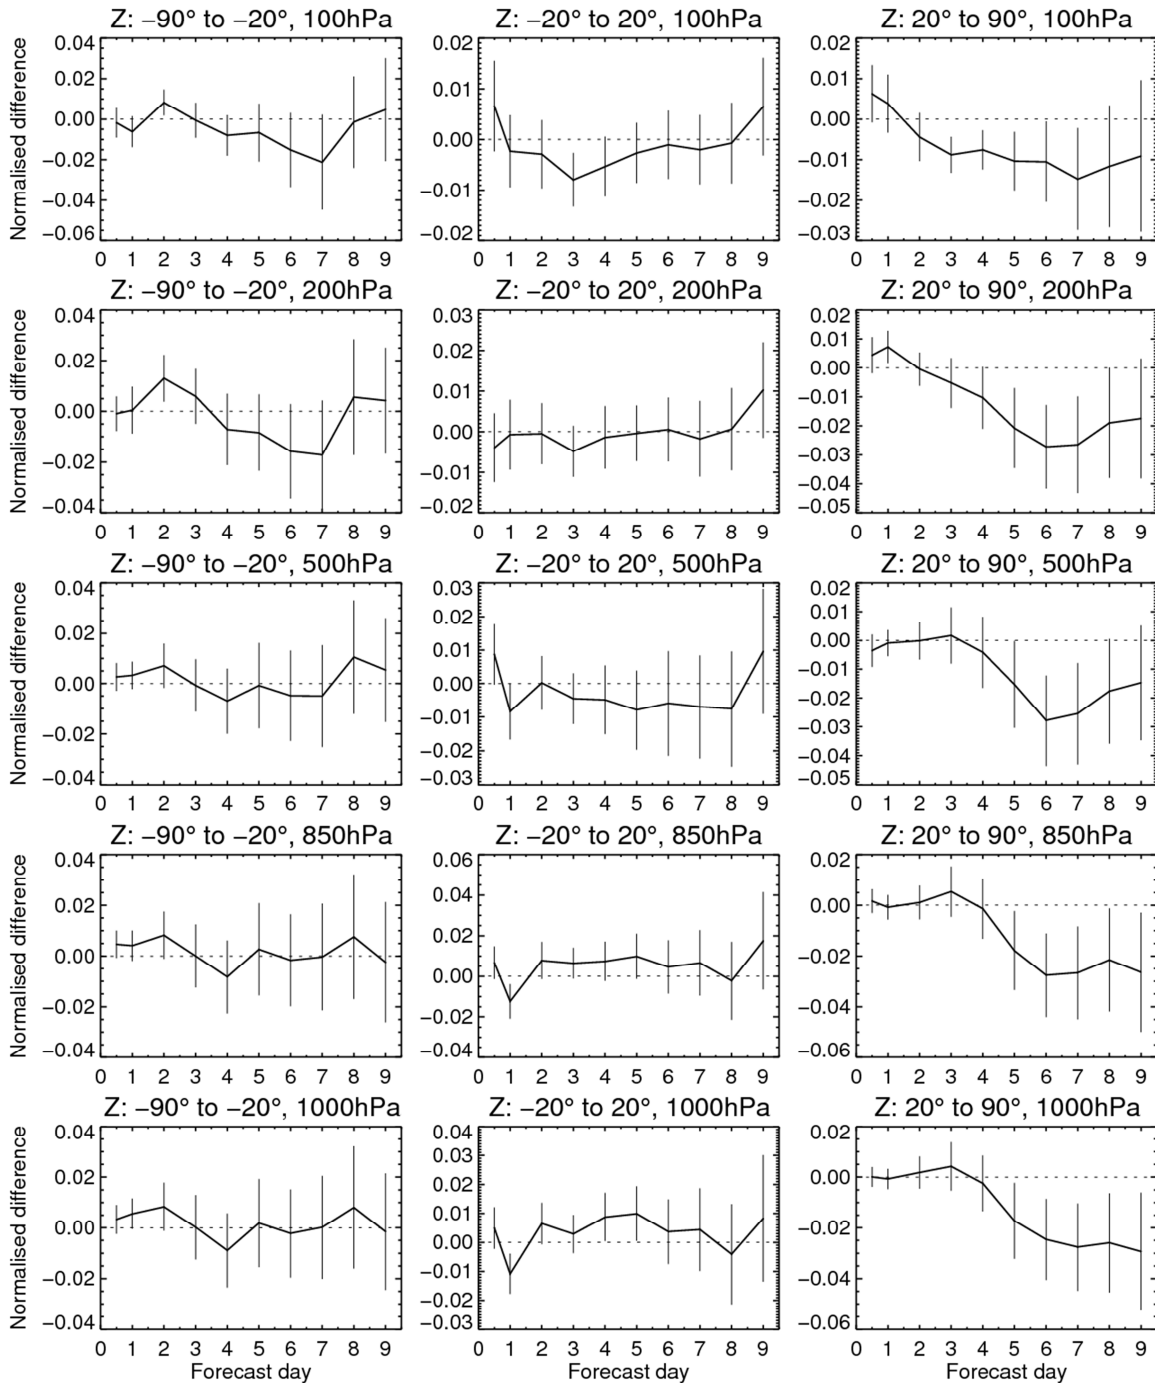 Z: −90° to −20°, 100hPa
Z: −20° to 20°, 100hPa
Z: 20° to 90°, 100hPa
Normalised difference
0.04
0.02
0.00
−0.02
−0.04
−0.06
0 1 2 3 4 5 6 7 8 9
0.02
0.01
0.00
−0.01
−0.02
0 1 2 3 4 5 6 7 8 9
0.02
0.01
0.00
−0.01
−0.02
−0.03
0 1 2 3 4 5 6 7 8 9
Z: −90° to −20°, 200hPa
Z: −20° to 20°, 200hPa
Z: 20° to 90°, 200hPa
Normalised difference
0.04
0.02
0.00
−0.02
−0.04
0 1 2 3 4 5 6 7 8 9
0.03
0.02
0.01
0.00
−0.01
−0.02
0 1 2 3 4 5 6 7 8 9
0.02
0.01
0.00
−0.01
−0.02
−0.03
−0.04
−0.05
0 1 2 3 4 5 6 7 8 9
Z: −90° to −20°, 500hPa
Z: −20° to 20°, 500hPa
Z: 20° to 90°, 500hPa
Normalised difference
0.04
0.02
0.00
−0.02
−0.04
0 1 2 3 4 5 6 7 8 9
0.03
0.02
0.01
0.00
−0.01
−0.02
−0.03
0 1 2 3 4 5 6 7 8 9
0.02
0.01
0.00
−0.01
−0.02
−0.03
−0.04
−0.05
0 1 2 3 4 5 6 7 8 9
Z: −90° to −20°, 850hPa
Z: −20° to 20°, 850hPa
Z: 20° to 90°, 850hPa
Normalised difference
0.04
0.02
0.00
−0.02
−0.04
0 1 2 3 4 5 6 7 8 9
0.06
0.04
0.02
0.00
−0.02
−0.04
0 1 2 3 4 5 6 7 8 9
0.02
0.00
−0.02
−0.04
−0.06
0 1 2 3 4 5 6 7 8 9
Z: −90° to −20°, 1000hPa
Z: −20° to 20°, 1000hPa
Z: 20° to 90°, 1000hPa
Normalised difference
0.04
0.02
0.00
−0.02
−0.04
0 1 2 3 4 5 6 7 8 9
Forecast day
0.04
0.03
0.02
0.01
0.00
−0.01
−0.02
−0.03
0 1 2 3 4 5 6 7 8 9
Forecast day
0.02
0.00
−0.02
−0.04
−0.06
0 1 2 3 4 5 6 7 8 9
Forecast day